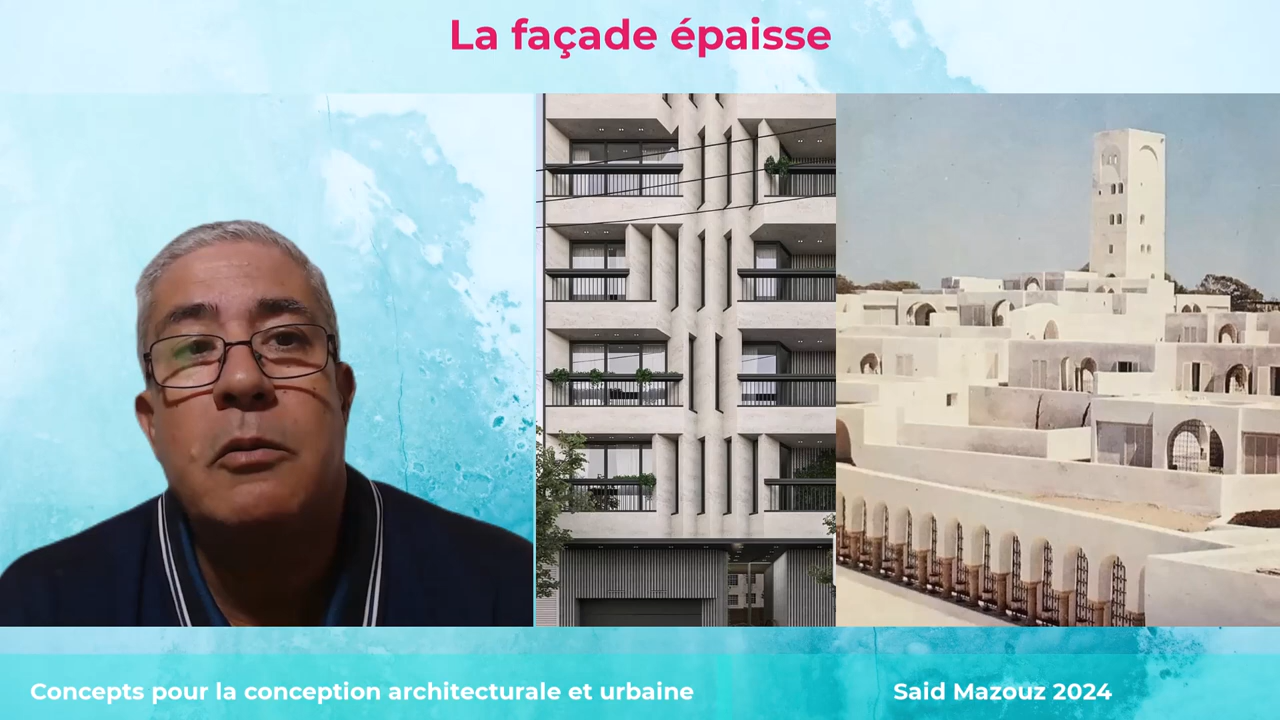 La façade épaisse
Concepts pour la conception architecturale et urbaine
Said Mazouz 2024